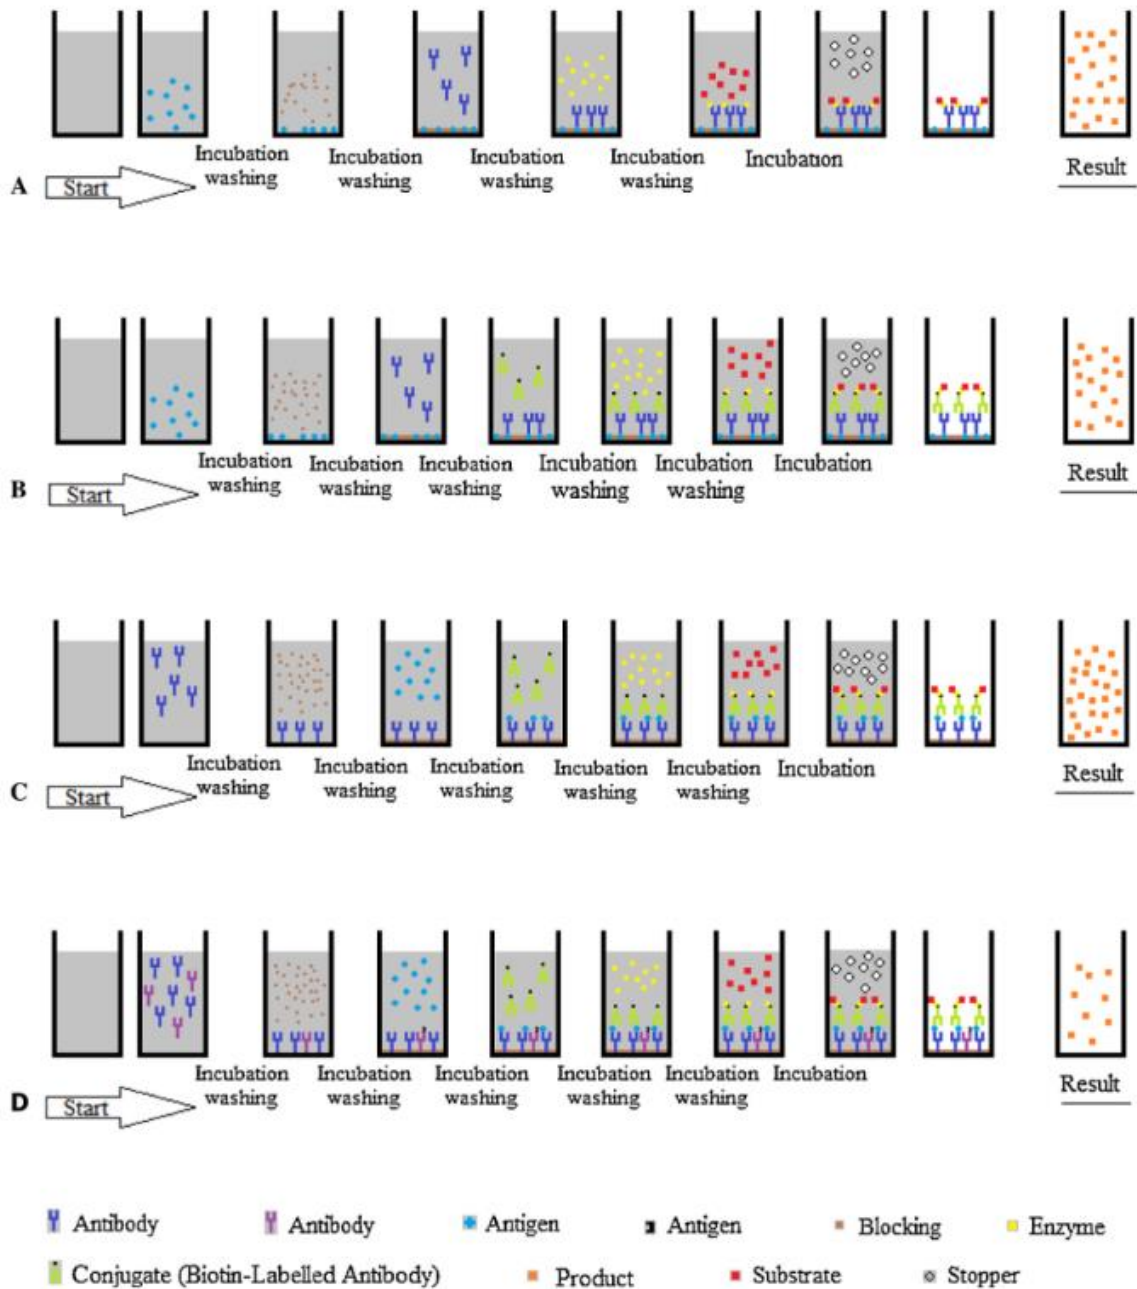 Incubation washing
Incubation washing
Incubation washing
Incubation washing
Incubation
A
Start
Result
Incubation washing
Incubation washing
Incubation washing
Incubation washing
Incubation washing
Incubation
B
Start
Result
Incubation washing
Incubation washing
Incubation washing
Incubation washing
Incubation washing
Incubation
C
Start
Result
Incubation washing
Incubation washing
Incubation washing
Incubation washing
Incubation washing
Incubation
D
Start
Result
Antibody
Antibody
Antigen
Antigen
Blocking
Enzyme
Conjugate (Biotin-Labelled Antibody)
Product
Substrate
Stopper